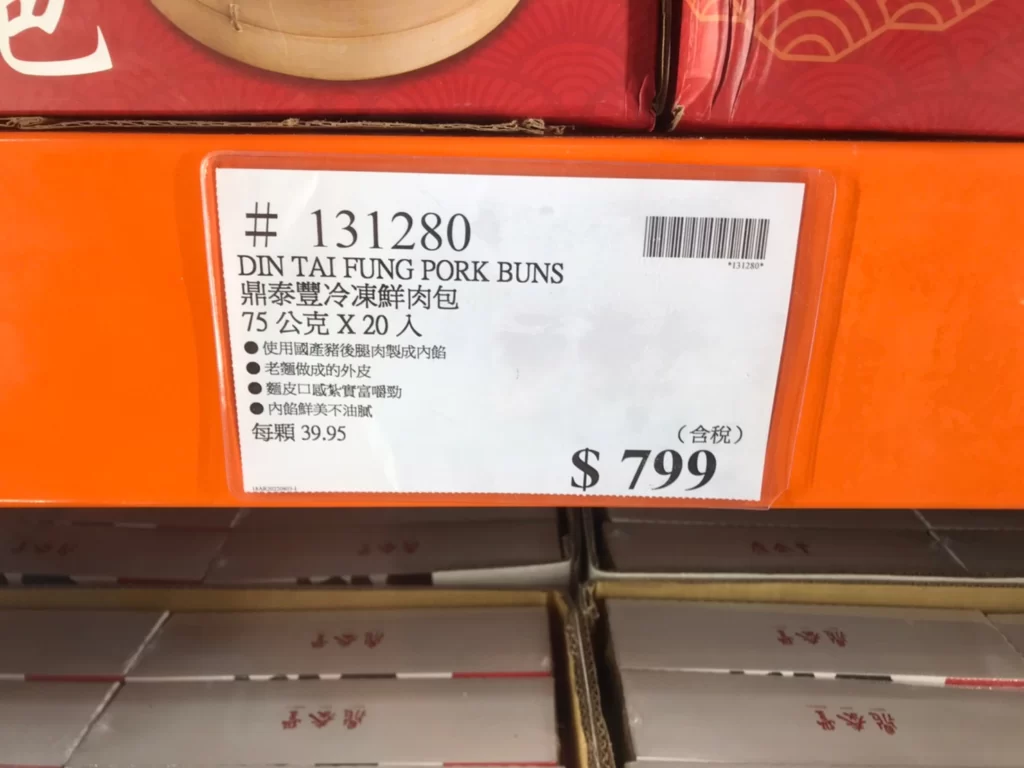 包
# 131280
*131280*
DIN TAI FUNG PORK BUNS
鼎泰豐冷凍鮮肉包
75 公克 X 20 入
● 使用國產豬後腿肉製成內餡
● 老麵做成的外皮
● 麵皮口感紮實富嚼勁
● 內餡鮮美不油膩
每顆 39.95
（含稅）
$ 799